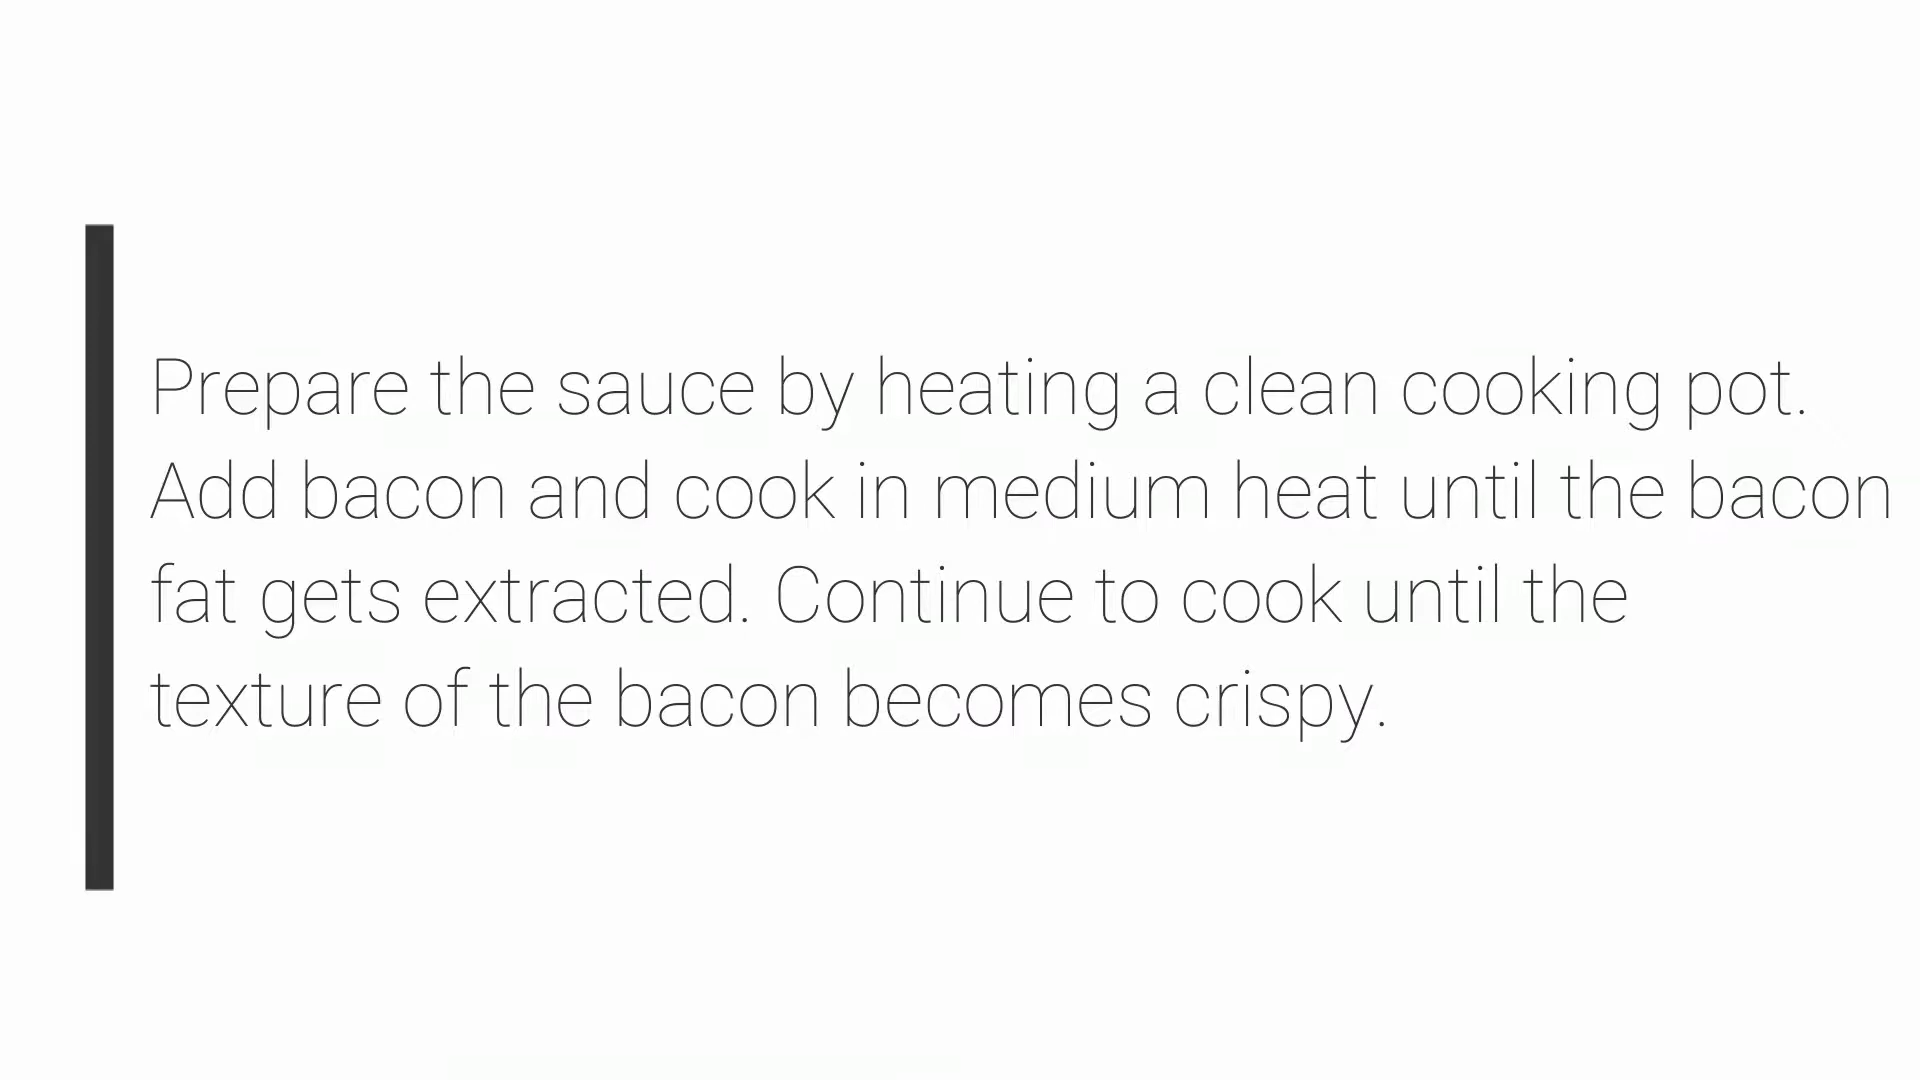 Prepare the sauce by heating a clean cooking pot.
Add bacon and cook in medium heat until the bacon
fat gets extracted. Continue to cook until the
texture of the bacon becomes crispy.